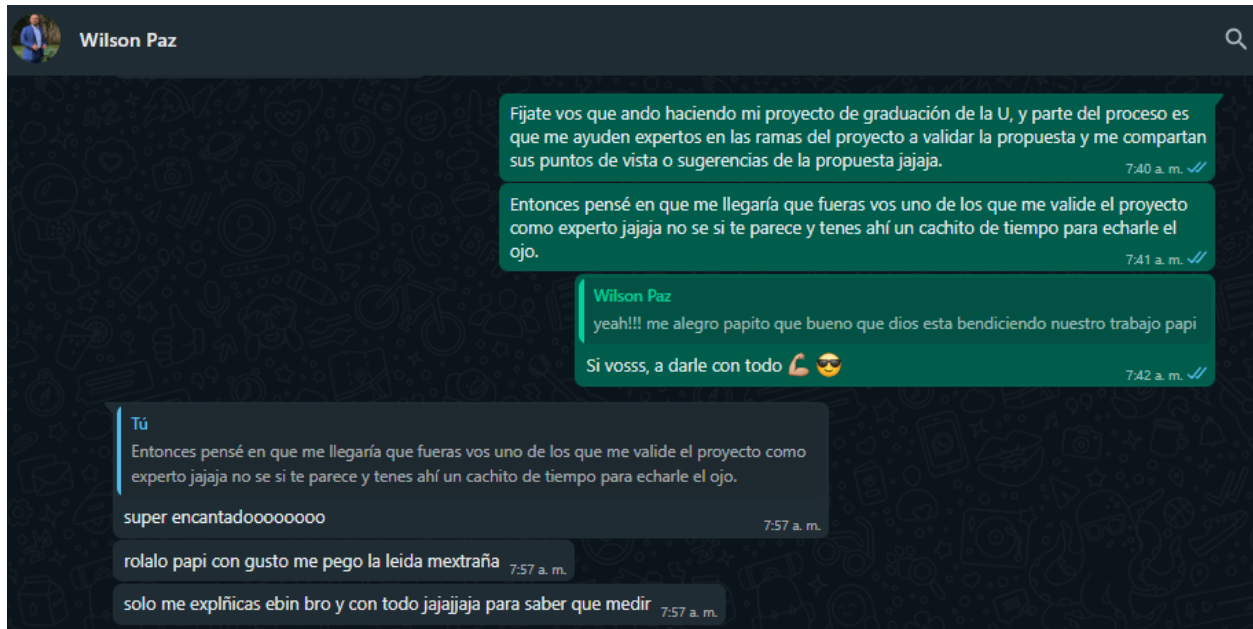 Wilson Paz
Fijate vos que ando haciendo mi proyecto de graduación de la U, y parte del proceso es
que me ayuden expertos en las ramas del proyecto a validar la propuesta y me compartan
sus puntos de vista o sugerencias de la propuesta jajaja.
7:40 a. m.
Entonces pensé en que me llegaría que fueras vos uno de los que me valide el proyecto
como experto jajaja no se si te parece y tenes ahí un cachito de tiempo para echarle el
ojo.
7:41 a. m.
Wilson Paz
yeah!!! me alegro papito que bueno que dios esta bendiciendo nuestro trabajo papi
Si vosss, a darle con todo 💪 😎
7:42 a. m.
Tú
Entonces pensé en que me llegaría que fueras vos uno de los que me valide el proyecto
como experto jajaja no se si te parece y tenes ahí un cachito de tiempo para echarle el ojo.
super encantadoooooooo
7:57 a. m.
rolalo papi con gusto me pego la leida mextraña 7:57 a. m.
solo me explñicas ebin bro y con todo jajajjaja para saber que medir 7:57 a. m.